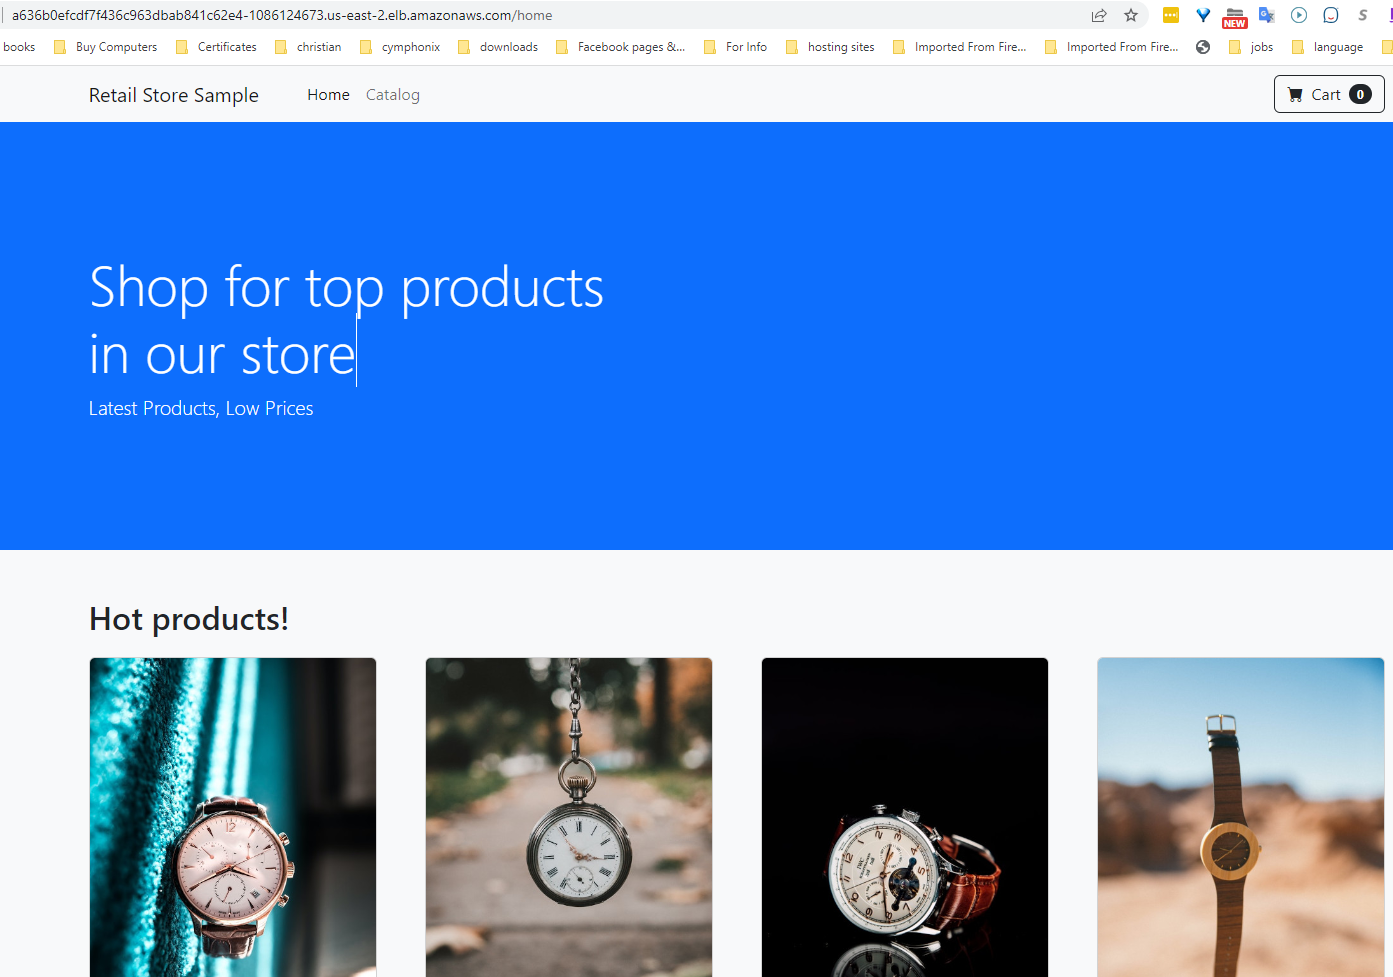 a636b0efcdf7f436c963dbab841c62e4-1086124673.us-east-2.elb.amazonaws.com/home
NEW
books Buy Computers Certificates christian cymphonix downloads Facebook pages &... For Info hosting sites Imported From Fire... Imported From Fire... jobs language
Retail Store Sample Home Catalog Cart 0
Shop for top products
in our store
Latest Products, Low Prices
Hot products!